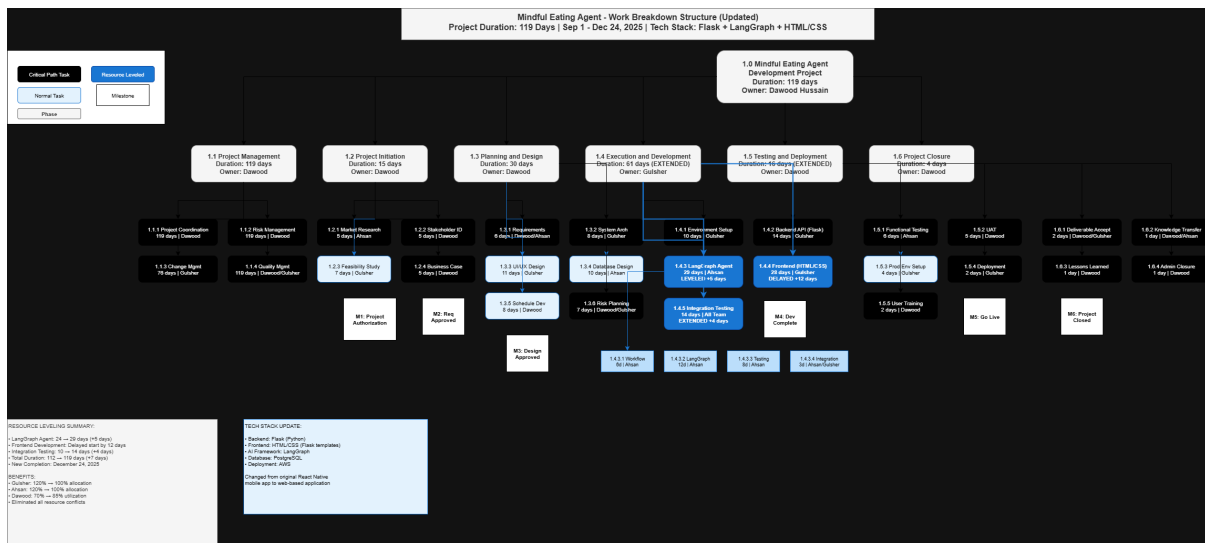 Mindful Eating Agent - Work Breakdown Structure (Updated)
Project Duration: 119 Days | Sep 1 - Dec 24, 2025 | Tech Stack: Flask + LangGraph + HTML/CSS
Critical Path Task
Resource Leveled
Normal Task
Milestone
Phase
1.0 Mindful Eating Agent
Development Project
Duration: 119 days
Owner: Dawood Hussain
1.1 Project Management
Duration: 119 days
Owner: Dawood
1.2 Project Initiation
Duration: 15 days
Owner: Dawood
1.3 Planning and Design
Duration: 30 days
Owner: Dawood
1.4 Execution and Development
Duration: 61 days (EXTENDED)
Owner: Gulsher
1.5 Testing and Deployment
Duration: 16 days (EXTENDED)
Owner: Dawood
1.6 Project Closure
Duration: 4 days
Owner: Dawood
1.1.1 Project Coordination
119 days | Dawood
1.1.2 Risk Management
119 days | Dawood
1.2.1 Market Research
5 days | Ahsan
1.2.2 Stakeholder ID
5 days | Dawood
1.3.1 Requirements
6 days | Dawood/Ahsan
1.3.2 System Arch
8 days | Gulsher
1.4.1 Environment Setup
10 days | Gulsher
1.4.2 Backend API (Flask)
14 days | Gulsher
1.5.1 Functional Testing
6 days | Ahsan
1.5.2 UAT
5 days | Dawood
1.6.1 Deliverable Accept
2 days | Dawood/Gulsher
1.6.2 Knowledge Transfer
1 day | Dawood/Ahsan
1.1.3 Change Mgmt
76 days | Gulsher
1.1.4 Quality Mgmt
119 days | Dawood/Gulsher
1.2.3 Feasibility Study
7 days | Gulsher
1.2.4 Business Case
5 days | Dawood
1.3.3 UI/UX Design
11 days | Gulsher
1.3.4 Database Design
10 days | Ahsan
1.4.3 LangGraph Agent
29 days | Ahsan
LEVELED +5 days
1.4.4 Frontend (HTML/CSS)
28 days | Gulsher
DELAYED +12 days
1.5.3 Prod Env Setup
4 days | Gulsher
1.5.4 Deployment
2 days | Gulsher
1.6.3 Lessons Learned
1 day | Dawood
1.6.4 Admin Closure
1 day | Dawood
1.3.5 Schedule Dev
8 days | Dawood
1.3.6 Risk Planning
7 days | Dawood/Gulsher
1.4.5 Integration Testing
14 days | All Team
EXTENDED +4 days
1.5.5 User Training
2 days | Dawood
M1: Project
Authorization
M2: Req
Approved
M3: Design
Approved
M4: Dev
Complete
M5: Go Live
M6: Project
Closed
1.4.3.1 Workflow
6d | Ahsan
1.4.3.2 LangGraph
12d | Ahsan
1.4.3.3 Testing
8d | Ahsan
1.4.3.4 Integration
3d | Ahsan/Gulsher
RESOURCE LEVELING SUMMARY:
• LangGraph Agent: 24 → 29 days (+5 days)
• Frontend Development: Delayed start by 12 days
• Integration Testing: 10 → 14 days (+4 days)
• Total Duration: 112 → 119 days (+7 days)
• New Completion: December 24, 2025
BENEFITS:
• Gulsher: 120% → 100% allocation
• Ahsan: 120% → 100% allocation
• Dawood: 70% → 85% utilization
• Eliminated all resource conflicts
TECH STACK UPDATE:
• Backend: Flask (Python)
• Frontend: HTML/CSS (Flask templates)
• AI Framework: LangGraph
• Database: PostgreSQL
• Deployment: AWS
Changed from original React Native
mobile app to web-based application